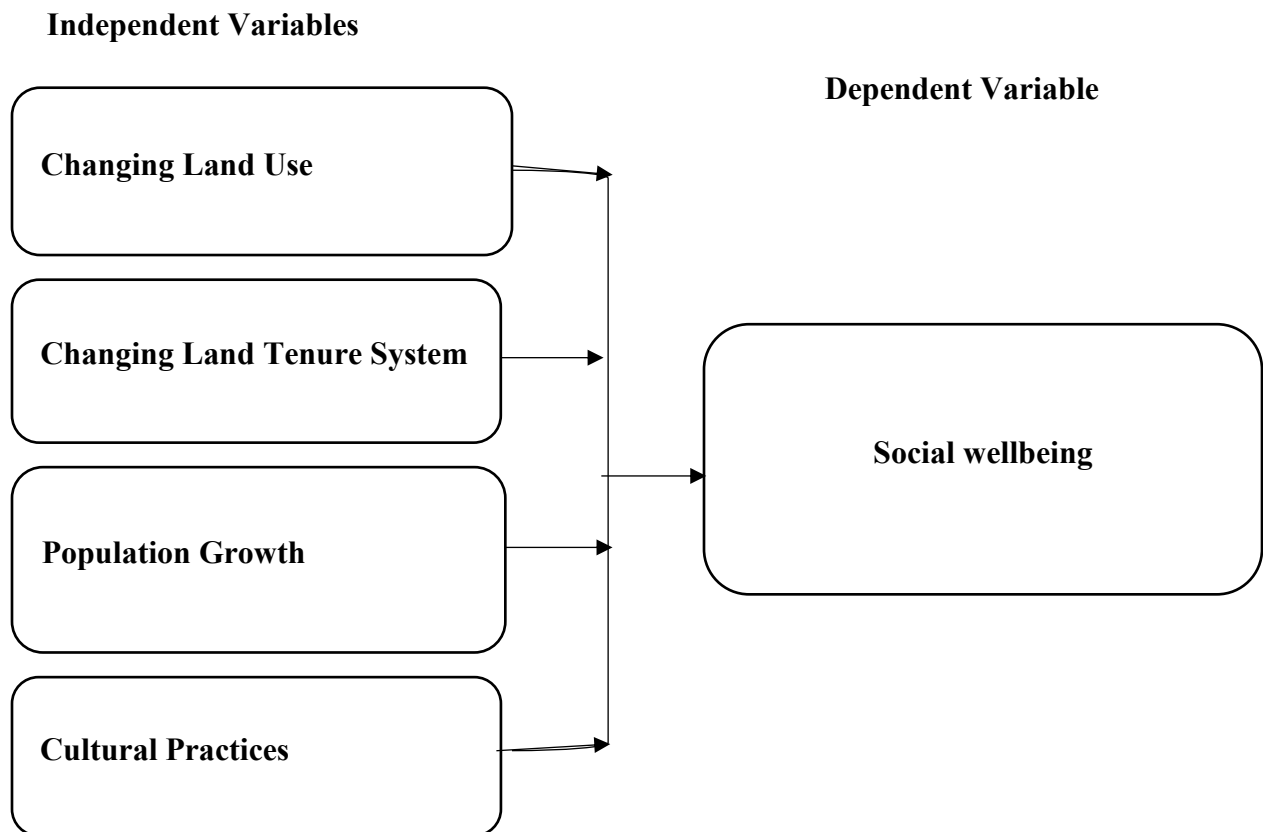 Independent Variables
Dependent Variable
Changing Land Use
Changing Land Tenure System
Social wellbeing
Population Growth
Cultural Practices